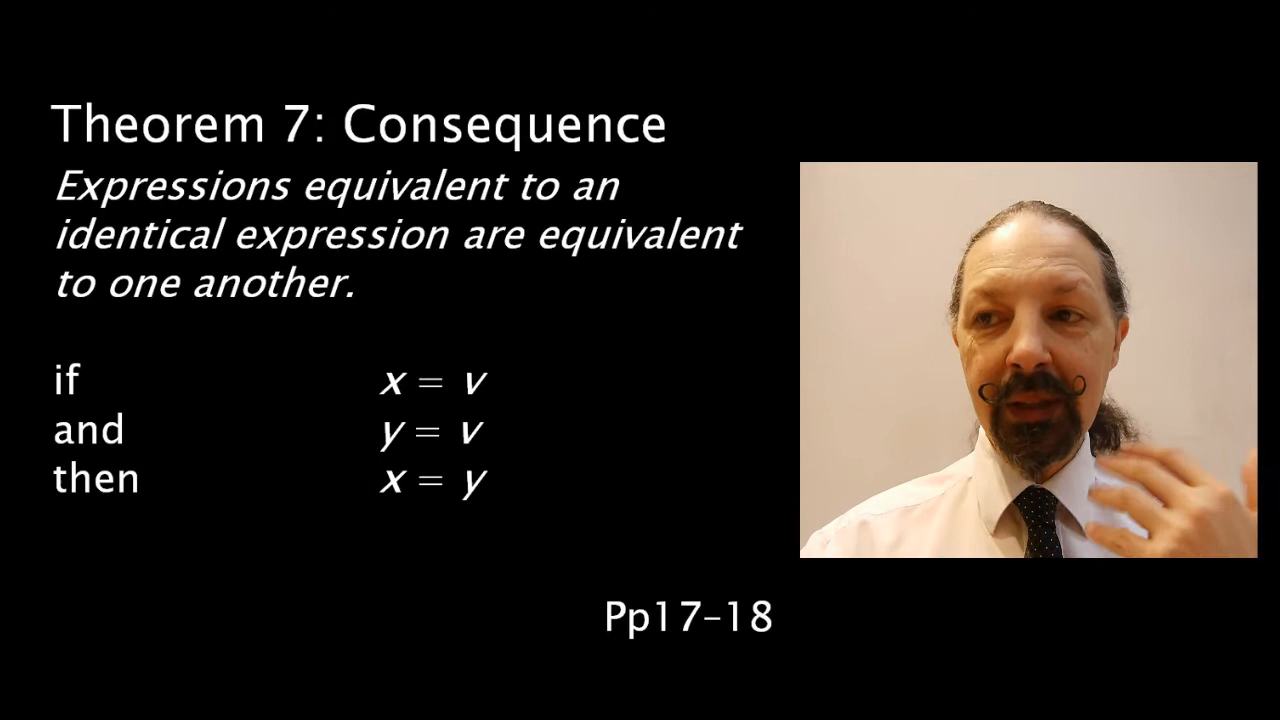 Theorem 7: Consequence
Expressions equivalent to an
identical expression are equivalent
to one another.
if x = v
and y = v
then x = y
Pp17–18